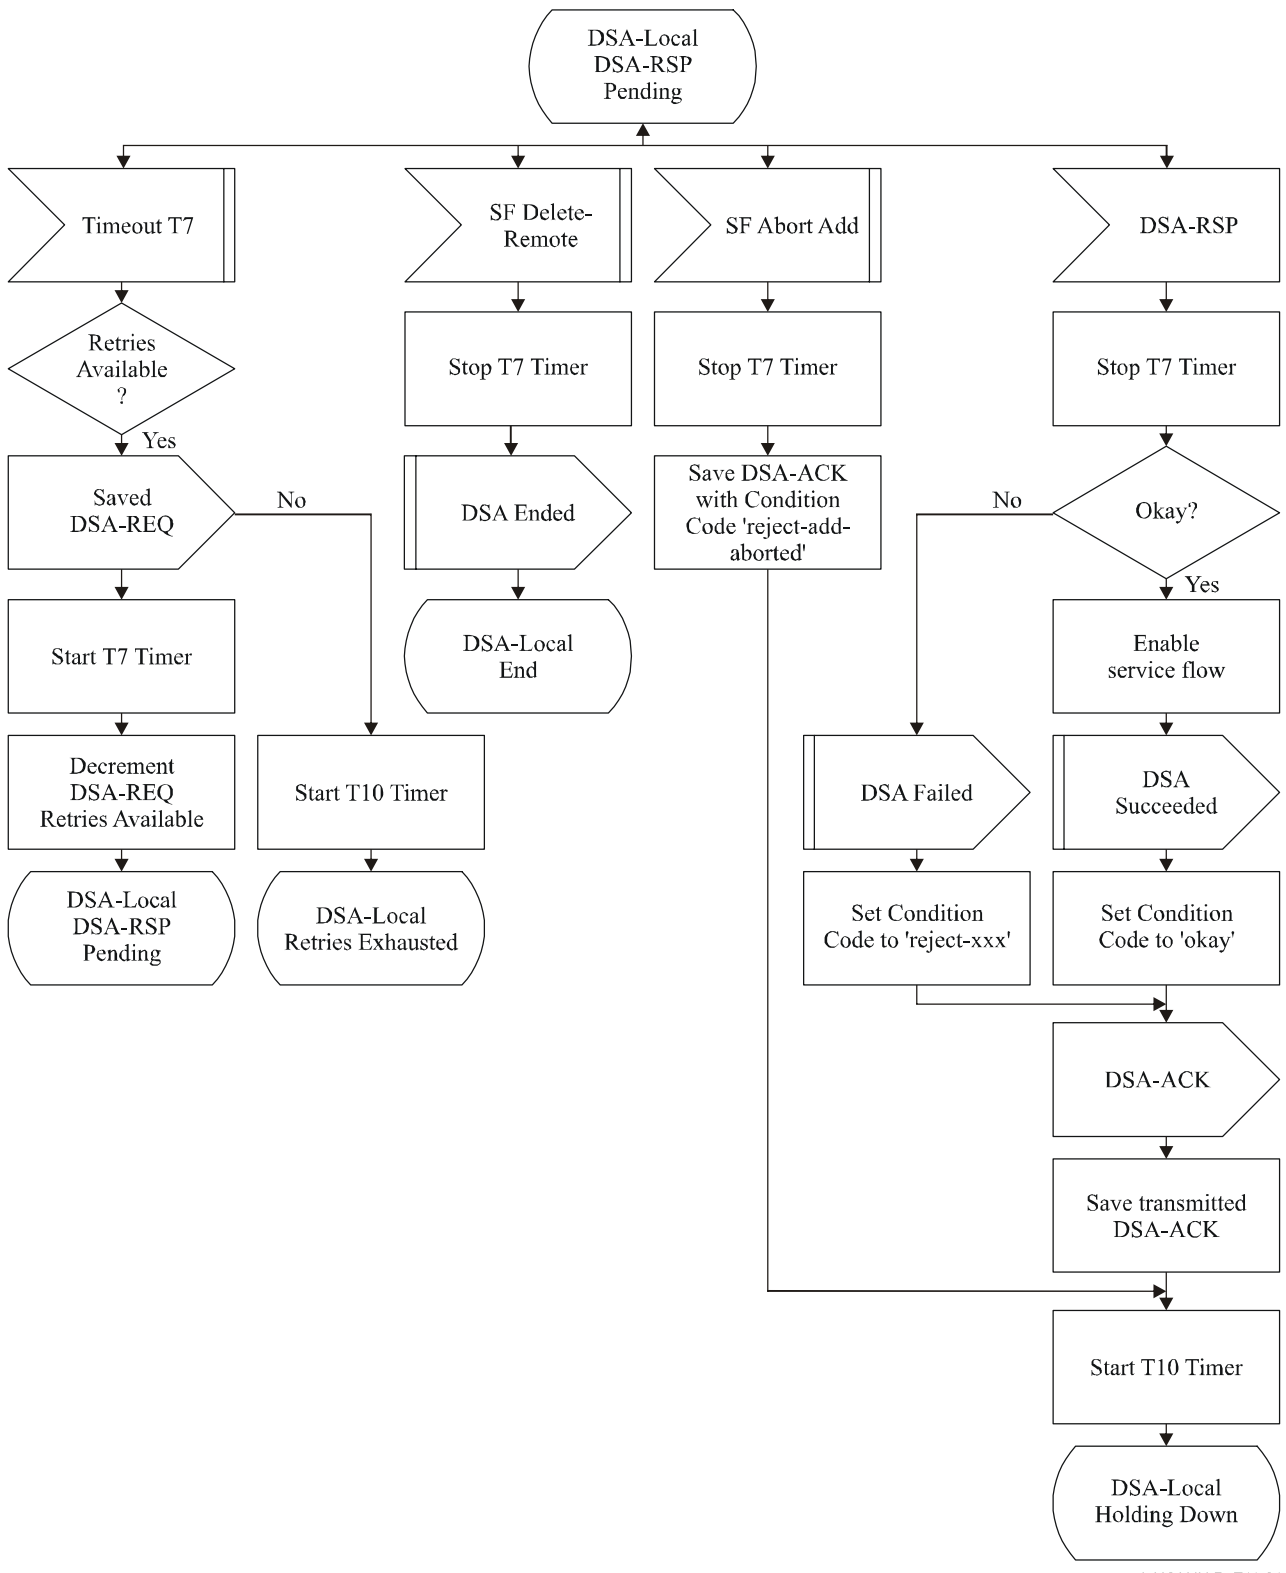 DSA-Local
DSA-RSP
Pending
Timeout T7
SF Delete-
Remote
SF Abort Add
DSA-RSP
Retries
Available
?
Stop T7 Timer
Stop T7 Timer
Stop T7 Timer
Yes
Saved
DSA-REQ
No
DSA Ended
Save DSA-ACK
with Condition
Code 'reject-add-
aborted'
No
Okay?
Yes
Start T7 Timer
DSA-Local
End
Enable
service flow
Decrement
DSA-REQ
Retries Available
Start T10 Timer
DSA Failed
DSA
Succeeded
DSA-Local
DSA-RSP
Pending
DSA-Local
Retries Exhausted
Set Condition
Code to 'reject-xxx'
Set Condition
Code to 'okay'
DSA-ACK
Save transmitted
DSA-ACK
Start T10 Timer
DSA-Local
Holding Down